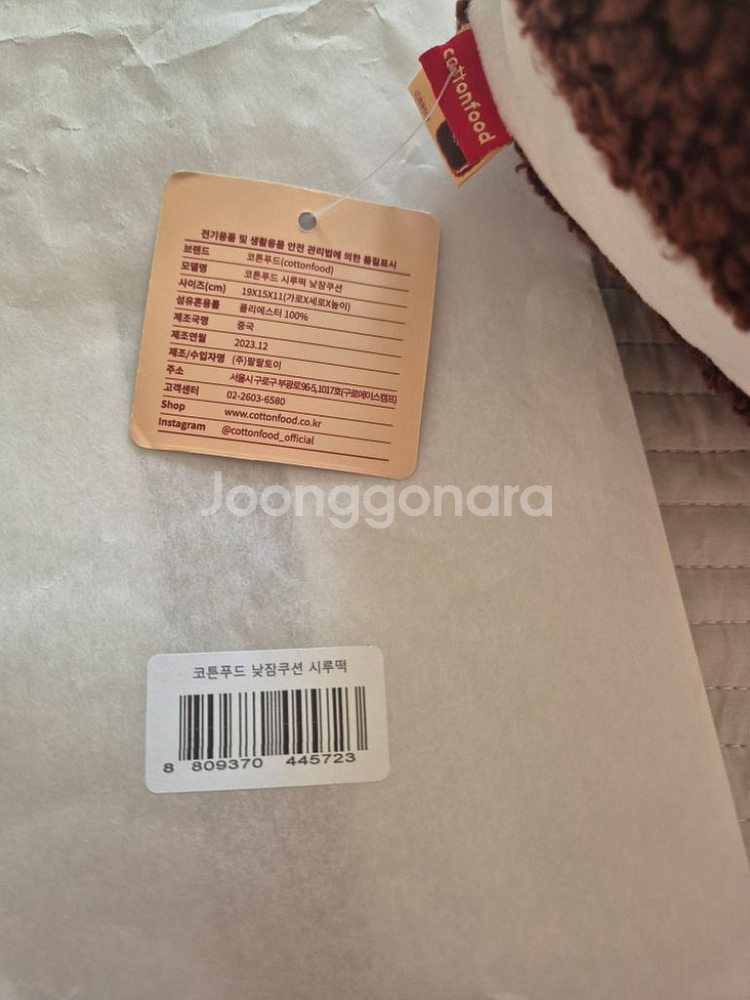 cottonfood
전기용품 및 생활용품 안전 관리법에 의한 품질표시
브랜드 코튼푸드(cottonfood)
모델명 코튼푸드 시루떡 낮잠쿠션
사이즈(cm) 19X15X11(가로X세로X높이)
섬유혼용률 폴리에스터 100%
제조국명 중국
제조연월 2023.12
제조/수입자명 (주)팔팔토이
주소 서울시 구로구 부광로96-5, 1017호(구로에이스캠프)
고객센터 02-2603-6580
Shop www.cottonfood.co.kr
Instagram @cottonfood_official
Joonggonara
코튼푸드 낮잠쿠션 시루떡
8 809370 445723